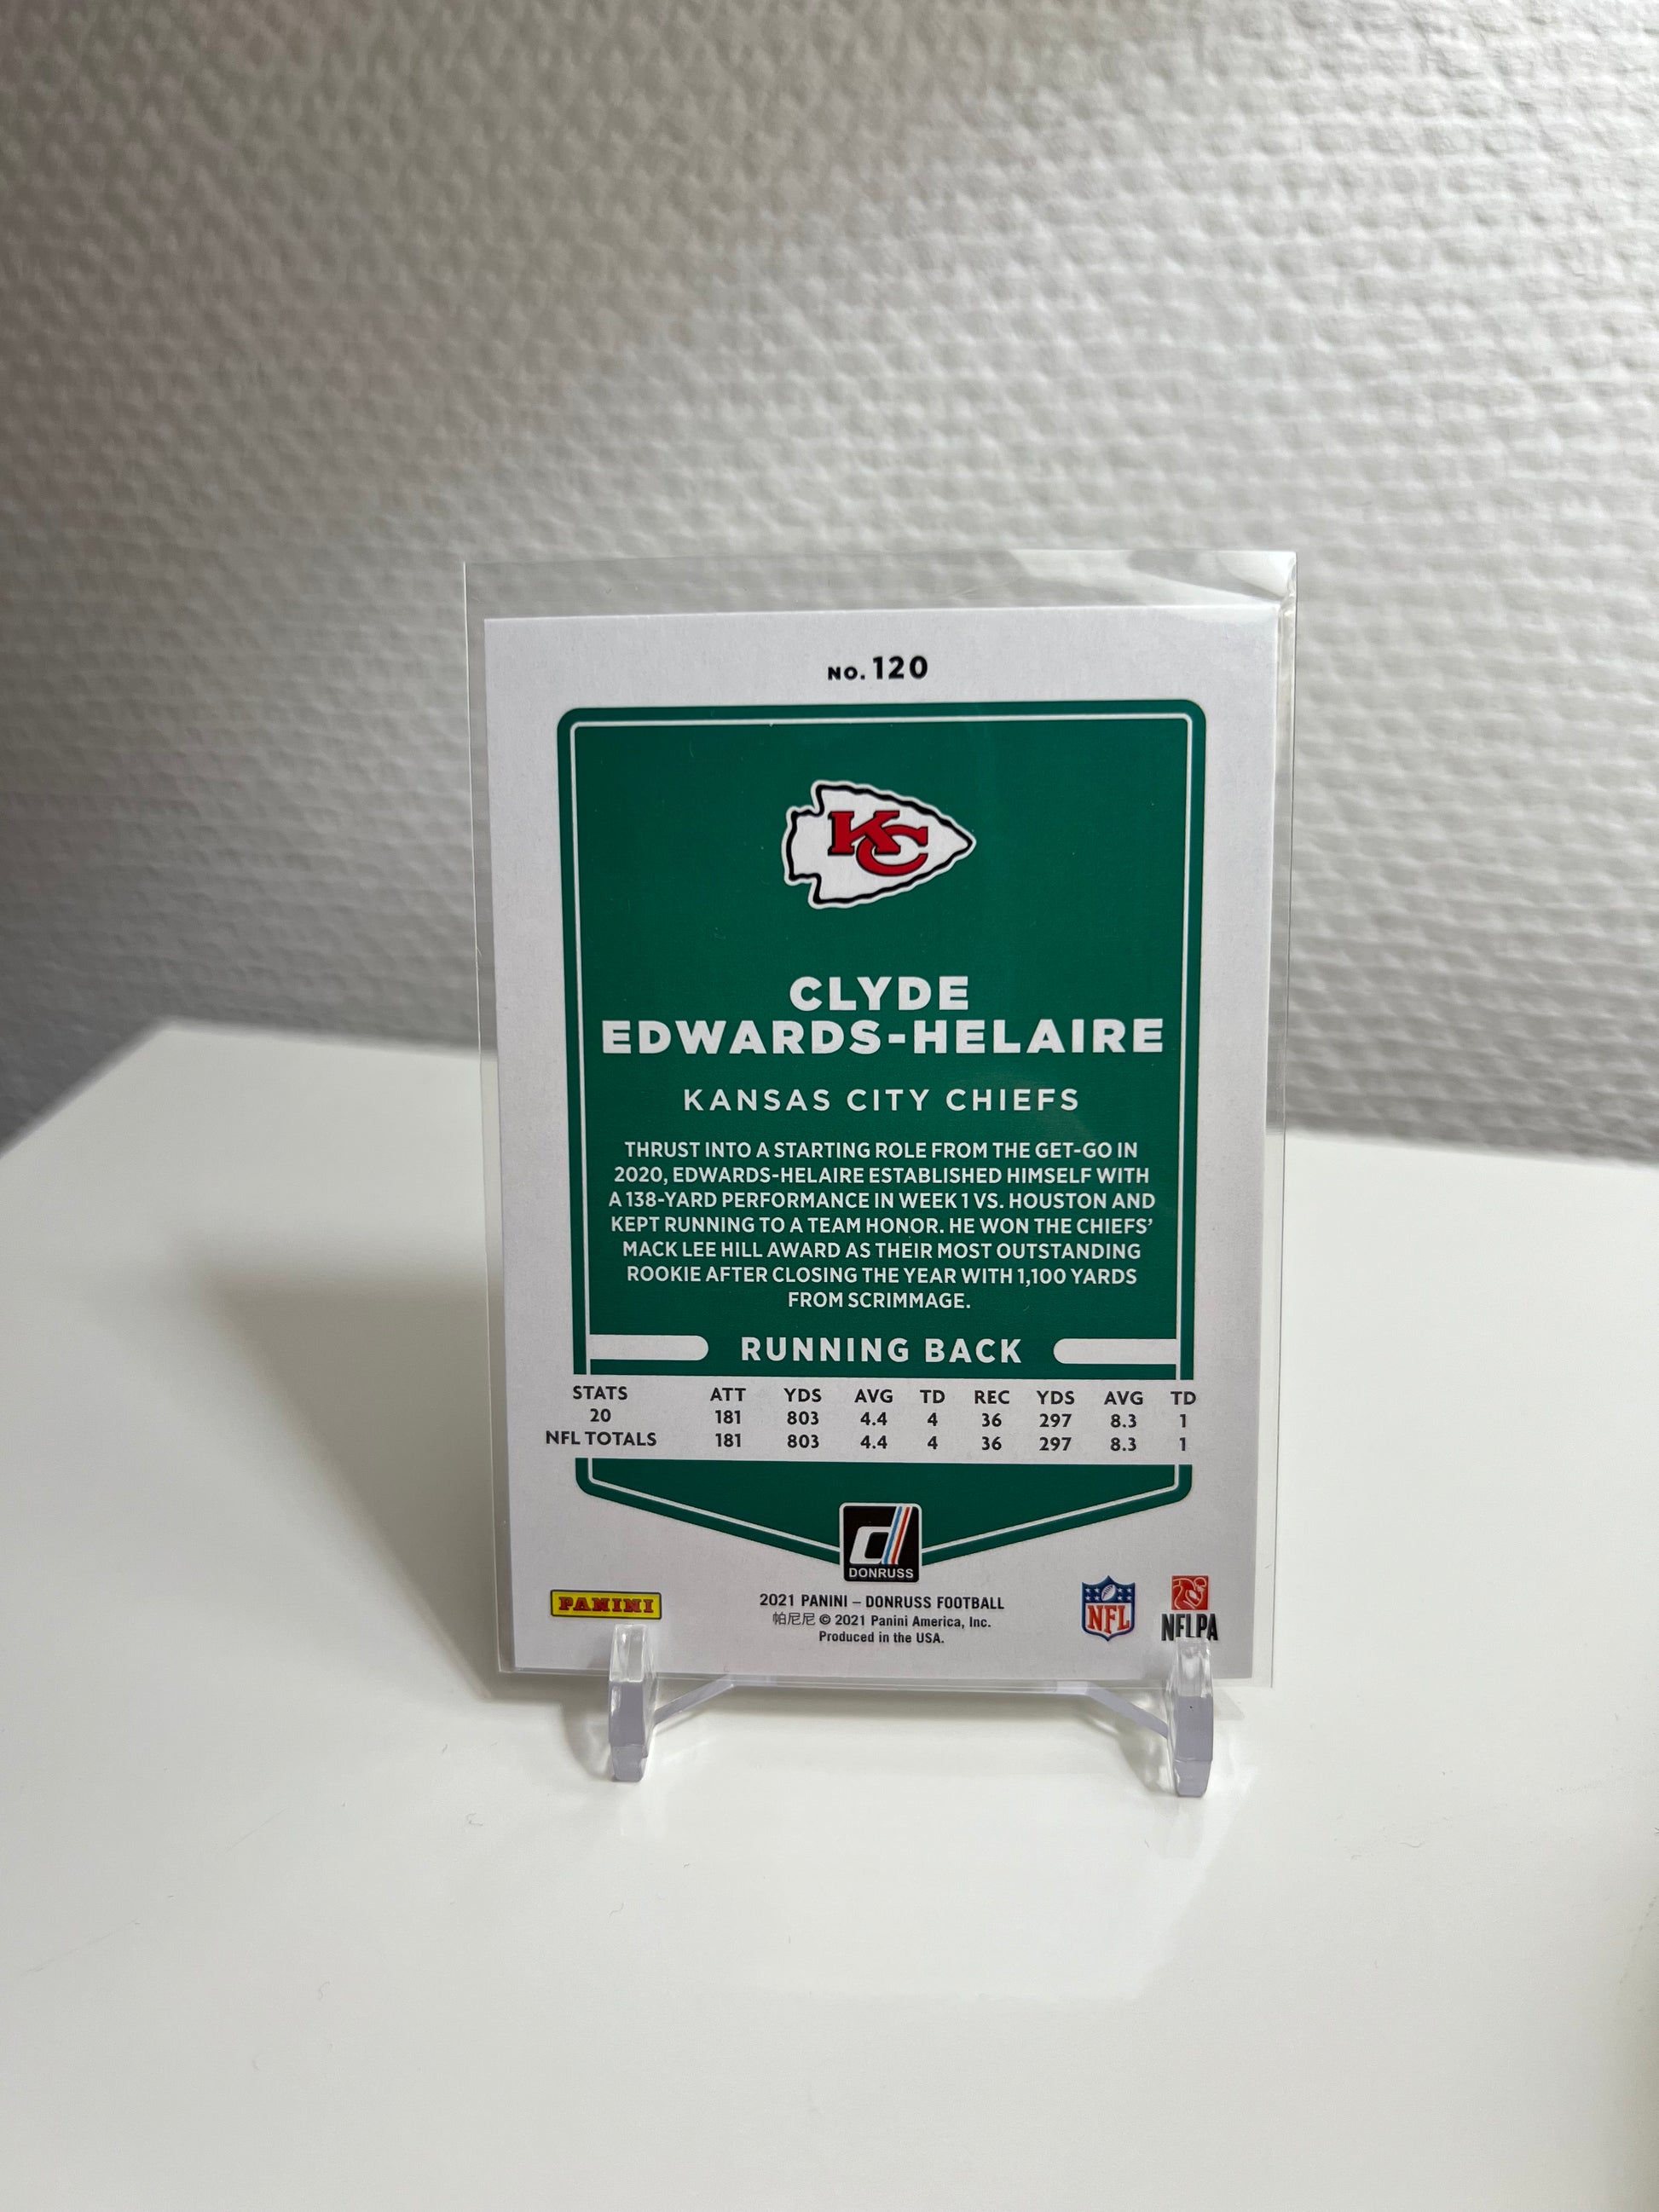 NO. 120
KC
CLYDE
EDWARDS-HELAIRE
KANSAS CITY CHIEFS
THRUST INTO A STARTING ROLE FROM THE GET-GO IN
2020, EDWARDS-HELAIRE ESTABLISHED HIMSELF WITH
A 138-YARD PERFORMANCE IN WEEK 1 VS. HOUSTON AND
KEPT RUNNING TO A TEAM HONOR. HE WON THE CHIEFS'
MACK LEE HILL AWARD AS THEIR MOST OUTSTANDING
ROOKIE AFTER CLOSING THE YEAR WITH 1,100 YARDS
FROM SCRIMMAGE.
RUNNING BACK
STATS ATT YDS AVG TD REC YDS AVG TD
20 181 803 4.4 4 36 297 8.3 1
NFL TOTALS 181 803 4.4 4 36 297 8.3 1
d
DONRUSS
PANINI
2021 PANINI – DONRUSS FOOTBALL
帕尼尼 © 2021 Panini America, Inc.
Produced in the USA.
NFL
NFLPA